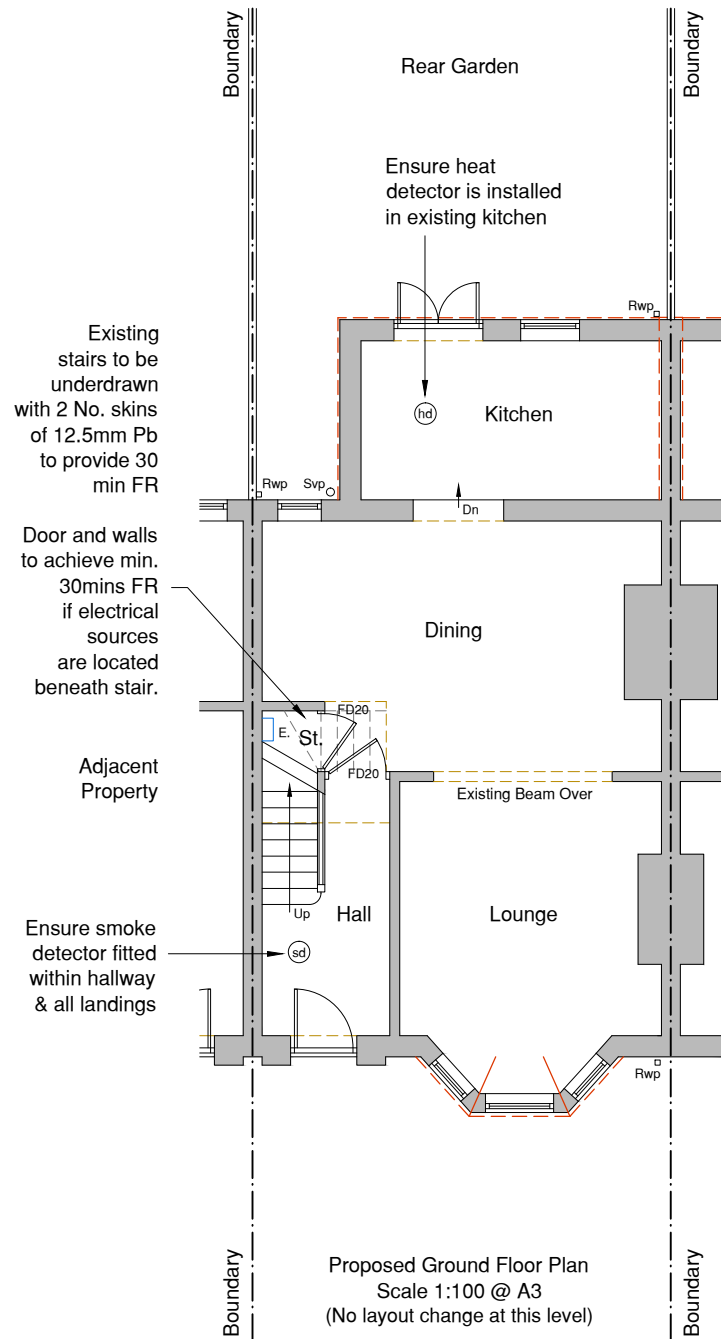 Boundary
Boundary
Rear Garden
Ensure heat
detector is installed
in existing kitchen
Rwp
Existing
stairs to be
underdrawn
with 2 No. skins
of 12.5mm Pb
to provide 30
min FR
hd
Kitchen
Rwp
Svp
Dn
Door and walls
to achieve min.
30mins FR
if electrical
sources
are located
beneath stair.
Dining
FD20
E.
St.
FD20
Adjacent
Property
Existing Beam Over
Up
Hall
Lounge
Ensure smoke
detector fitted
within hallway
& all landings
sd
Rwp
Boundary
Boundary
Proposed Ground Floor Plan
Scale 1:100 @ A3
(No layout change at this level)